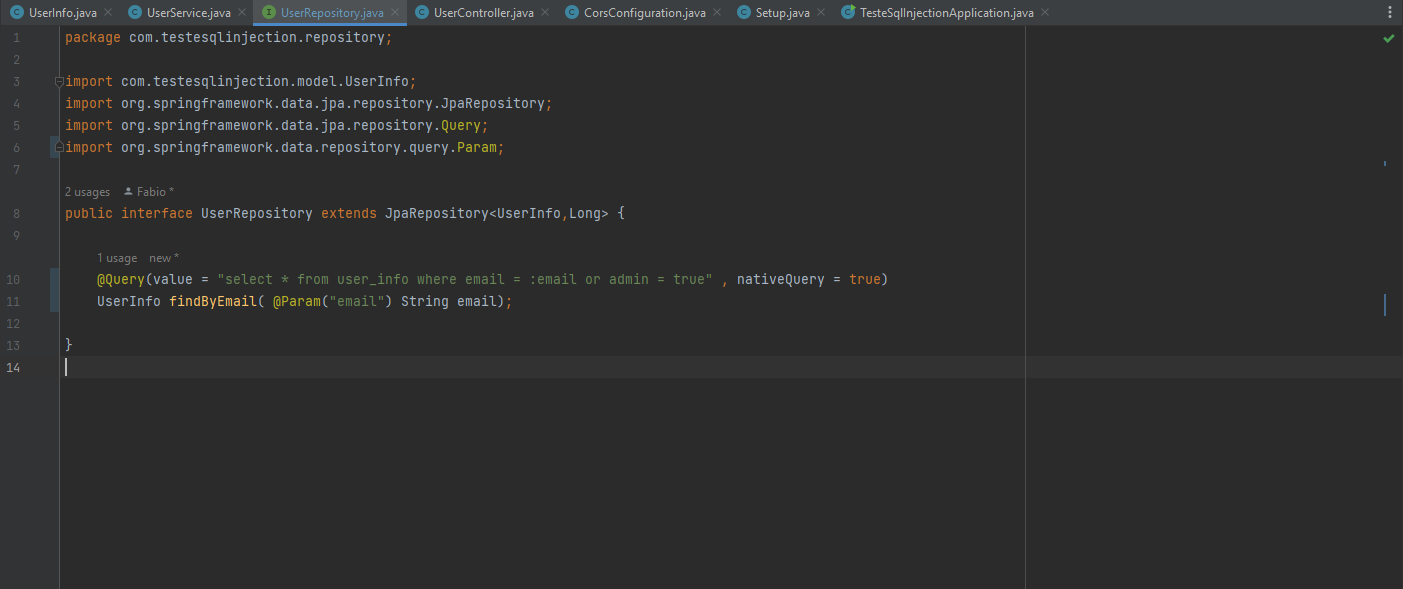 UserInfo.java UserService.java UserRepository.java UserController.java CorsConfiguration.java Setup.java TesteSqlInjectionApplication.java
1 package com.testesqlinjection.repository;
2
3 import com.testesqlinjection.model.UserInfo;
4 import org.springframework.data.jpa.repository.JpaRepository;
5 import org.springframework.data.jpa.repository.Query;
6 import org.springframework.data.repository.query.Param;
7
2 usages Fabio *
8 public interface UserRepository extends JpaRepository<UserInfo,Long> {
9
1 usage new *
10 @Query(value = "select * from user_info where email = :email or admin = true" , nativeQuery = true)
11 UserInfo findByEmail( @Param("email") String email);
12
13 }
14